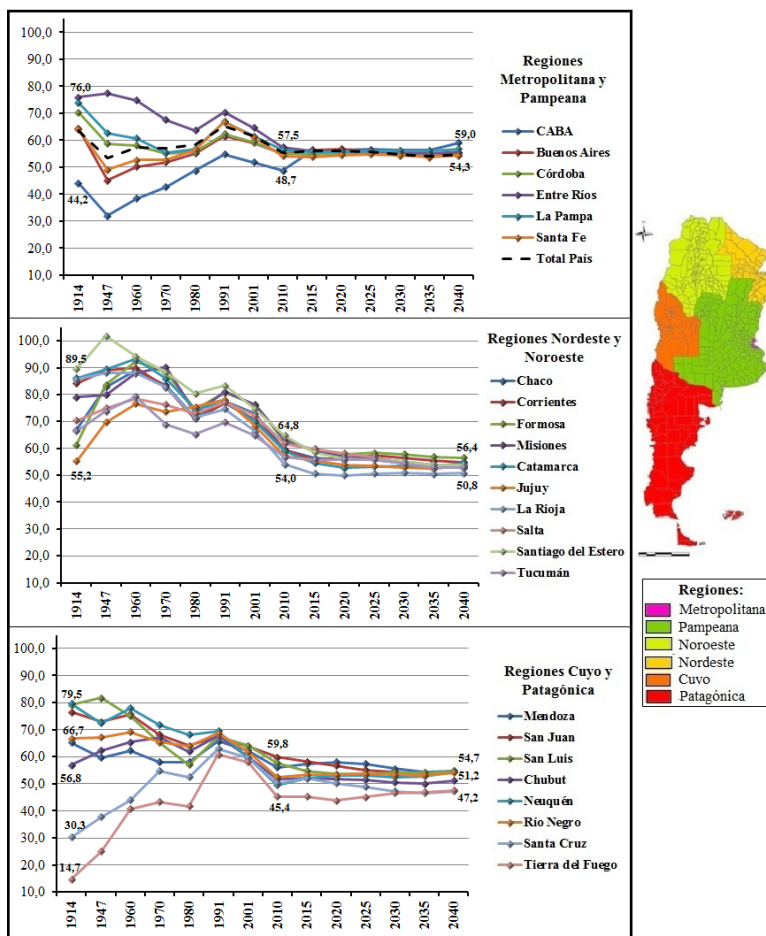 100,0
90,0
80,0
70,0
60,0
50,0
40,0
30,0
20,0
10,0
76,0
44,2
57,5
48,7
59,0
54,3
1914
1947
1960
1970
1980
1991
2001
2010
2015
2020
2025
2030
2035
2040
Regiones
Metropolitana y
Pampeana
CABA
Buenos Aires
Córdoba
Entre Ríos
La Pampa
Santa Fe
Total País
100,0
90,0
80,0
70,0
60,0
50,0
40,0
30,0
20,0
10,0
89,5
55,2
64,8
54,0
56,4
50,8
1914
1947
1960
1970
1980
1991
2001
2010
2015
2020
2025
2030
2035
2040
Regiones Nordeste y
Noroeste
Chaco
Corrientes
Formosa
Misiones
Catamarca
Jujuy
La Rioja
Salta
Santiago del Estero
Tucumán
100,0
90,0
80,0
70,0
60,0
50,0
40,0
30,0
20,0
10,0
79,5
66,7
56,8
30,3
14,7
59,8
45,4
54,7
51,2
47,2
1914
1947
1960
1970
1980
1991
2001
2010
2015
2020
2025
2030
2035
2040
Regiones Cuyo y
Patagónica
Mendoza
San Juan
San Luis
Chubut
Neuquén
Río Negro
Santa Cruz
Tierra del Fuego
Regiones:
Metropolitana
Pampeana
Noroeste
Nordeste
Cuyo
Patagónica